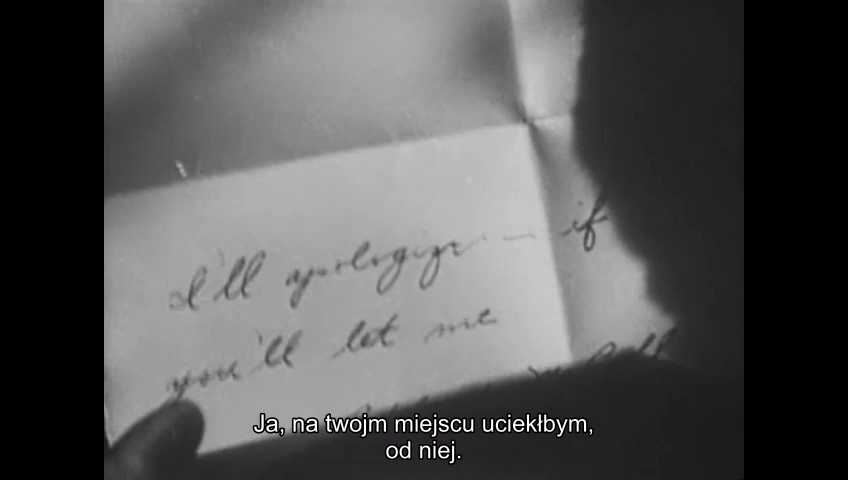 I'll apologize — if
you'll let me
Ja, na twojm miejscu uciekłbym,
od niej.